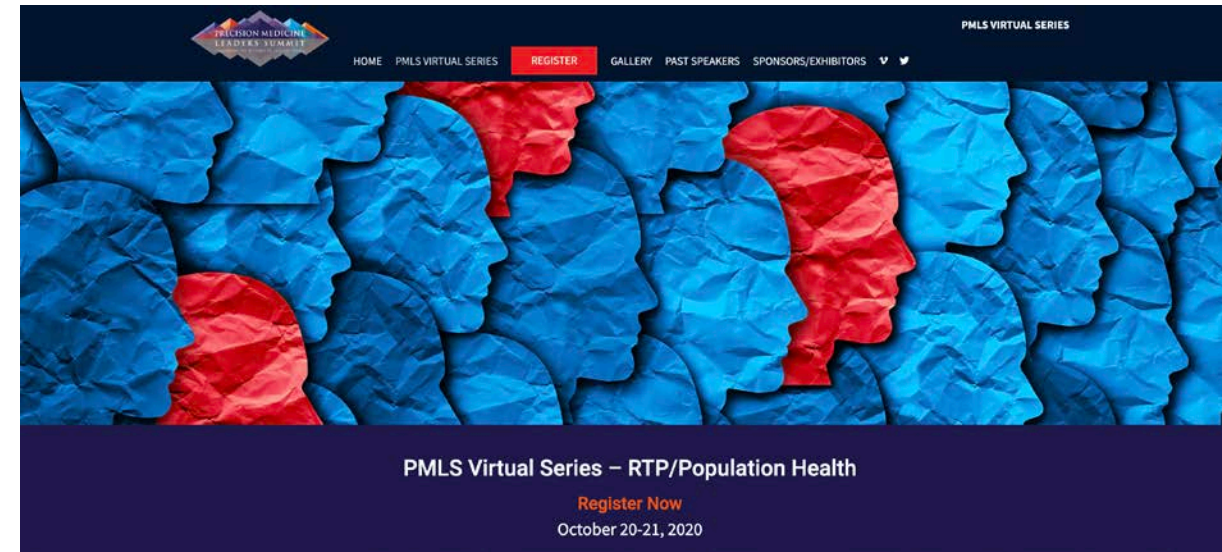 PRECISION MEDICINE
LEADERS SUMMIT
PMLS VIRTUAL SERIES
HOME PMLS VIRTUAL SERIES REGISTER GALLERY PAST SPEAKERS SPONSORS/EXHIBITORS
PMLS Virtual Series – RTP/Population Health
Register Now
October 20-21, 2020